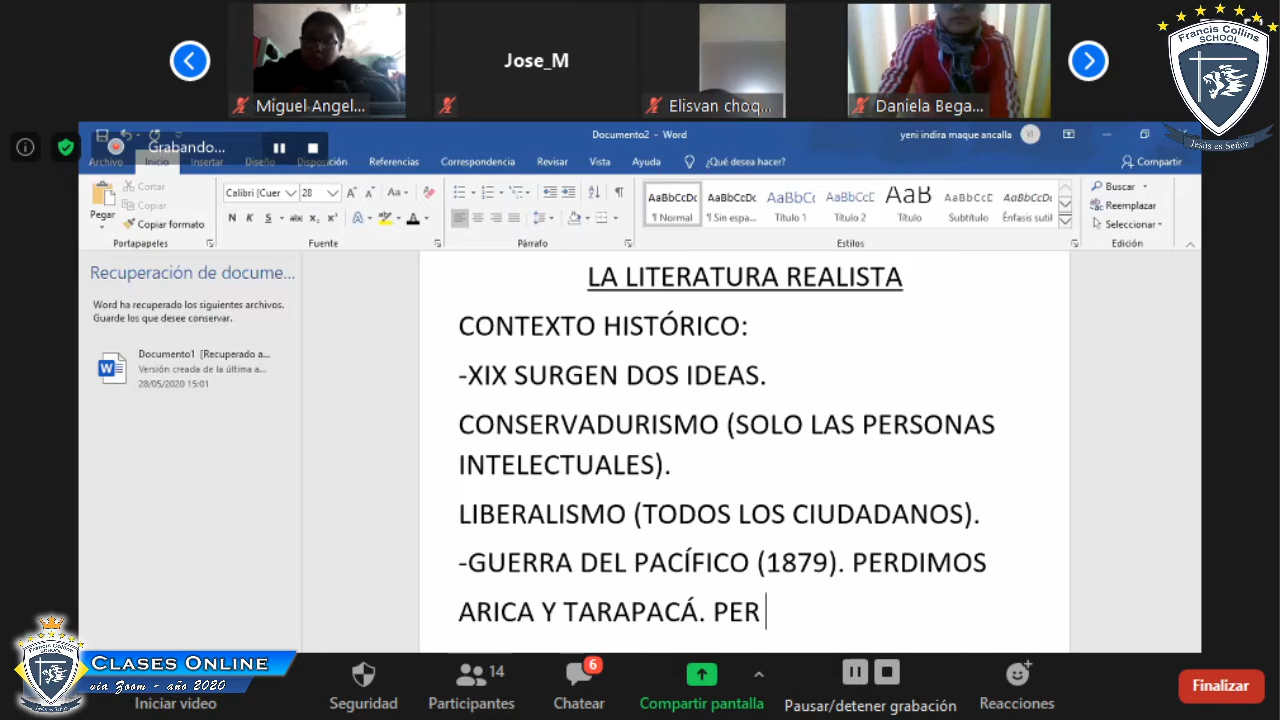 Francis Collins
SCHOOL
Jesús es Señor
Jose_M
Miguel Angel...
Elisvan choq...
Daniela Bega...
Grabando...
Documento2 - Word
yeni indira maque ancalla
YI
Archivo Inicio Insertar Diseño Disposición Referencias Correspondencia Revisar Vista Ayuda ¿Qué desea hacer?
Compartir
Pegar
Cortar
Copiar
Copiar formato
Portapapeles
Calibri (Cuer 28
N K S abc x, x'
Fuente
Párrafo
AaBbCcDc AaBbCcDc AaBbCc AaBbCcD AaB AaBbCcD AaBbCcDc
¶ Normal ¶ Sin espa... Título 1 Título 2 Título Subtítulo Énfasis sutil
Estilos
Buscar
Reemplazar
Seleccionar
Edición
Recuperación de docume...
Word ha recuperado los siguientes archivos.
Guarde los que desee conservar.
Documento1 [Recuperado a...
Versión creada de la última a...
28/05/2020 15:01
LA LITERATURA REALISTA
CONTEXTO HISTÓRICO:
-XIX SURGEN DOS IDEAS.
CONSERVADURISMO (SOLO LAS PERSONAS
INTELECTUALES).
LIBERALISMO (TODOS LOS CIUDADANOS).
-GUERRA DEL PACÍFICO (1879). PERDIMOS
ARICA Y TARAPACÁ. PER
Clases Online
via Zoom - año 2020
Iniciar video
Seguridad
14
Participantes
6
Chatear
Compartir pantalla
Pausar/detener grabación
Reacciones
Finalizar